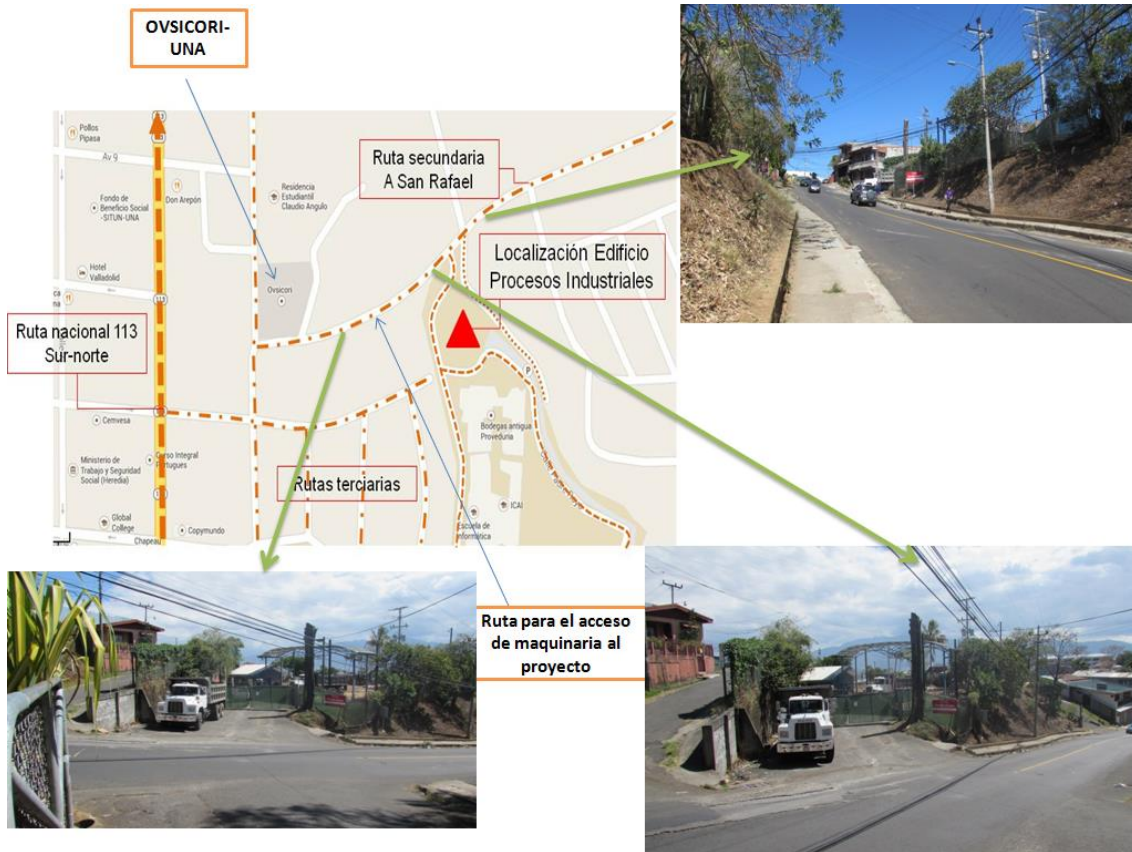 OVSICORI-
UNA
Pollos
Pipasa
Av 9
Fondo de
Beneficio Social
-SITUN-UNA
Don Arepón
Residencia
Estudiantil
Claudio Angulo
Ruta secundaria
A San Rafael
Hotel
Valladolid
Ovsicori
113
Localización Edificio
Procesos Industriales
Ruta nacional 113
Sur-norte
P
Cemvesa
Bodegas antigua
Proveduria
Ministerio de
Trabajo y Seguridad
Social (Heredia)
Curso Integral
Portugues
Rutas terciarias
Global
College
Copymundo
ICAI
Escuela de
Informática
Chapeau
Ruta para el acceso
de maquinaria al
proyecto